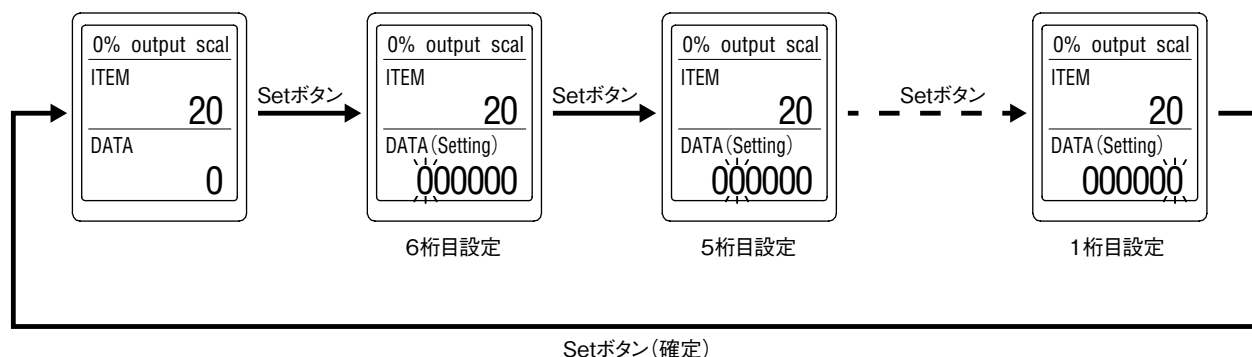 0% output scal
ITEM
20
DATA
0
Setボタン
0% output scal
ITEM
20
DATA(Setting)
000000
6桁目設定
Setボタン
0% output scal
ITEM
20
DATA(Setting)
000000
5桁目設定
Setボタン
0% output scal
ITEM
20
DATA(Setting)
000000
1桁目設定
Setボタン(確定)